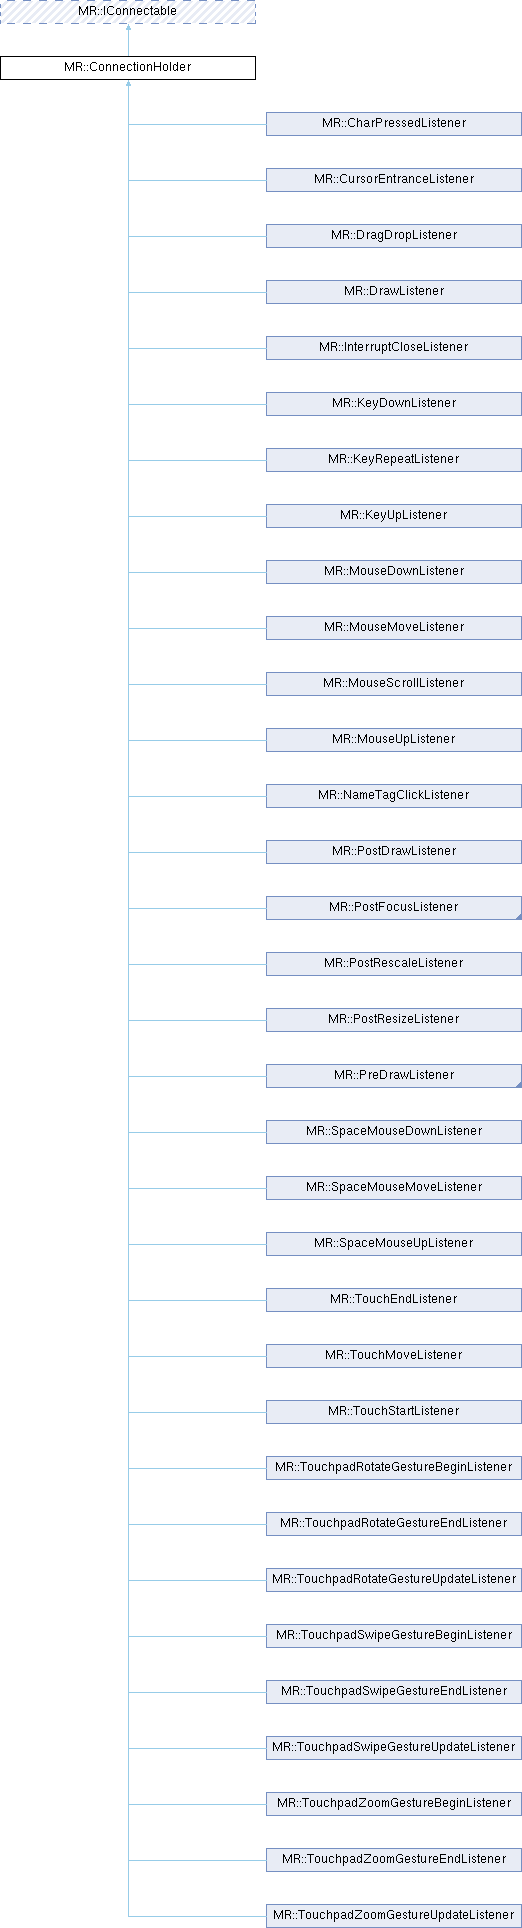 MR::IConnectable
MR::ConnectionHolder
MR::CharPressedListener
MR::CursorEntranceListener
MR::DragDropListener
MR::DrawListener
MR::InterruptCloseListener
MR::KeyDownListener
MR::KeyRepeatListener
MR::KeyUpListener
MR::MouseDownListener
MR::MouseMoveListener
MR::MouseScrollListener
MR::MouseUpListener
MR::NameTagClickListener
MR::PostDrawListener
MR::PostFocusListener
MR::PostRescaleListener
MR::PostResizeListener
MR::PreDrawListener
MR::SpaceMouseDownListener
MR::SpaceMouseMoveListener
MR::SpaceMouseUpListener
MR::TouchEndListener
MR::TouchMoveListener
MR::TouchStartListener
MR::TouchpadRotateGestureBeginListener
MR::TouchpadRotateGestureEndListener
MR::TouchpadRotateGestureUpdateListener
MR::TouchpadSwipeGestureBeginListener
MR::TouchpadSwipeGestureEndListener
MR::TouchpadSwipeGestureUpdateListener
MR::TouchpadZoomGestureBeginListener
MR::TouchpadZoomGestureEndListener
MR::TouchpadZoomGestureUpdateListener